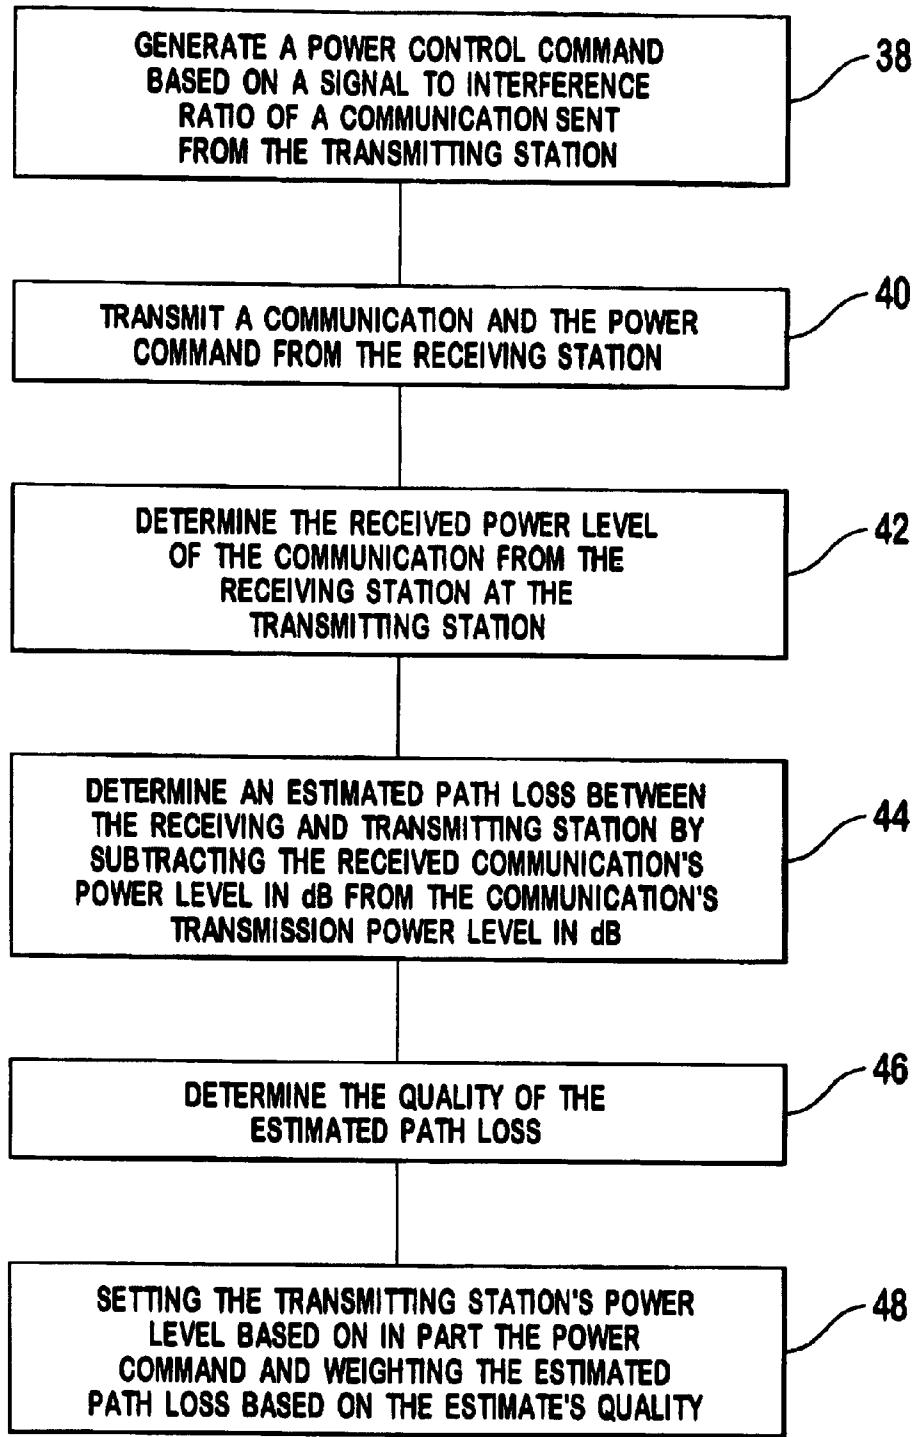 GENERATE A POWER CONTROL COMMAND
BASED ON A SIGNAL TO INTERFERENCE
RATIO OF A COMMUNICATION SENT
FROM THE TRANSMITTING STATION
38
TRANSMIT A COMMUNICATION AND THE POWER
COMMAND FROM THE RECEIVING STATION
40
DETERMINE THE RECEIVED POWER LEVEL
OF THE COMMUNICATION FROM THE
RECEIVING STATION AT THE
TRANSMITTING STATION
42
DETERMINE AN ESTIMATED PATH LOSS BETWEEN
THE RECEIVING AND TRANSMITTING STATION BY
SUBTRACTING THE RECEIVED COMMUNICATION'S
POWER LEVEL IN dB FROM THE COMMUNICATION'S
TRANSMISSION POWER LEVEL IN dB
44
DETERMINE THE QUALITY OF THE
ESTIMATED PATH LOSS
46
SETTING THE TRANSMITTING STATION'S POWER
LEVEL BASED ON IN PART THE POWER
COMMAND AND WEIGHTING THE ESTIMATED
PATH LOSS BASED ON THE ESTIMATE'S QUALITY
48